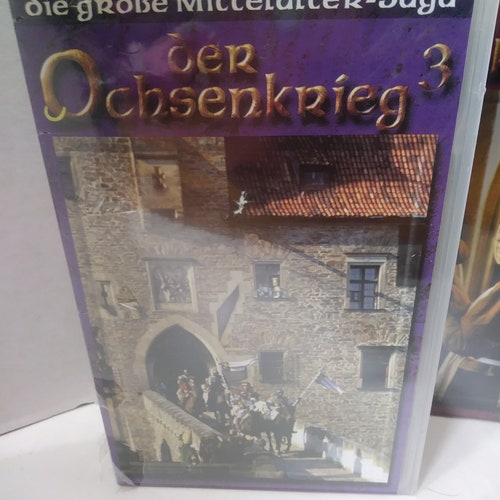 die große Mittelalter-Saga
der
Ochsenkrieg 3